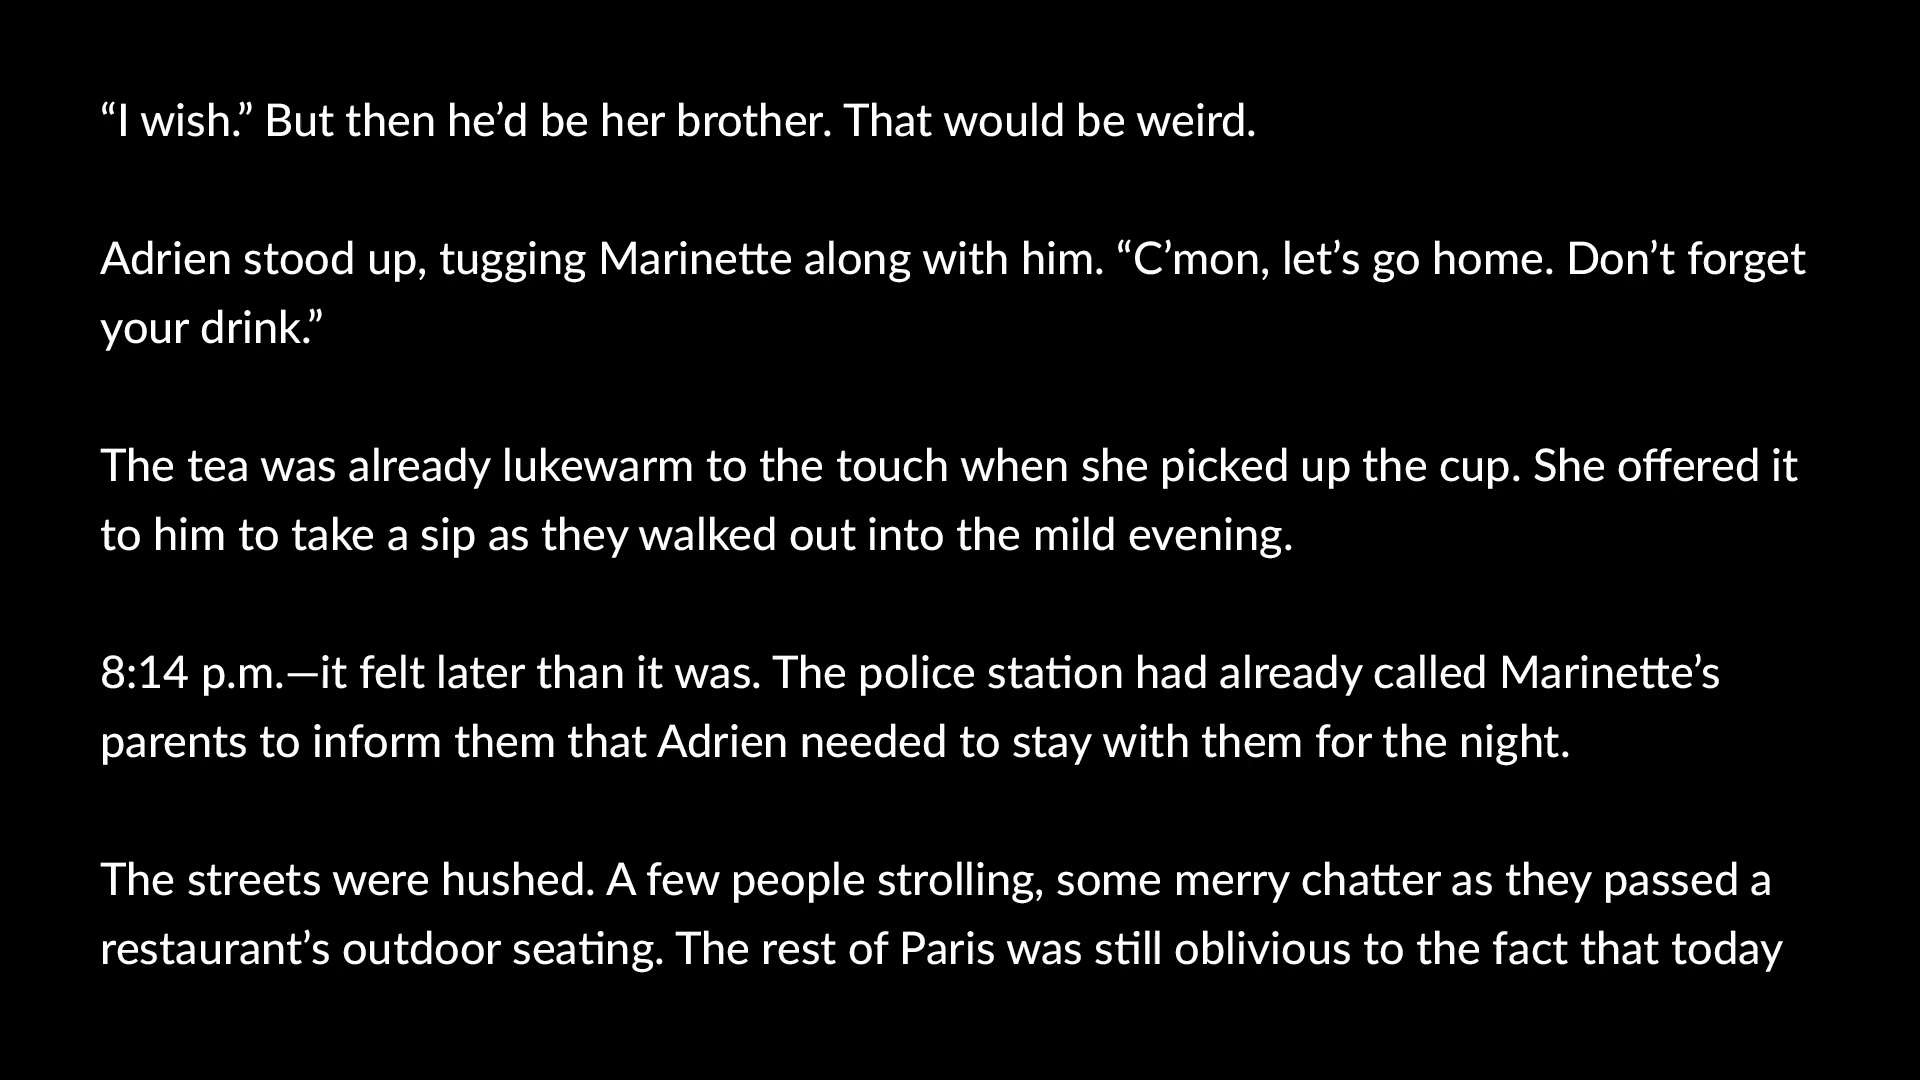 “I wish.” But then he’d be her brother. That would be weird.
Adrien stood up, tugging Marinette along with him. “C’mon, let’s go home. Don’t forget
your drink.”
The tea was already lukewarm to the touch when she picked up the cup. She offered it
to him to take a sip as they walked out into the mild evening.
8:14 p.m.—it felt later than it was. The police station had already called Marinette’s
parents to inform them that Adrien needed to stay with them for the night.
The streets were hushed. A few people strolling, some merry chatter as they passed a
restaurant’s outdoor seating. The rest of Paris was still oblivious to the fact that today